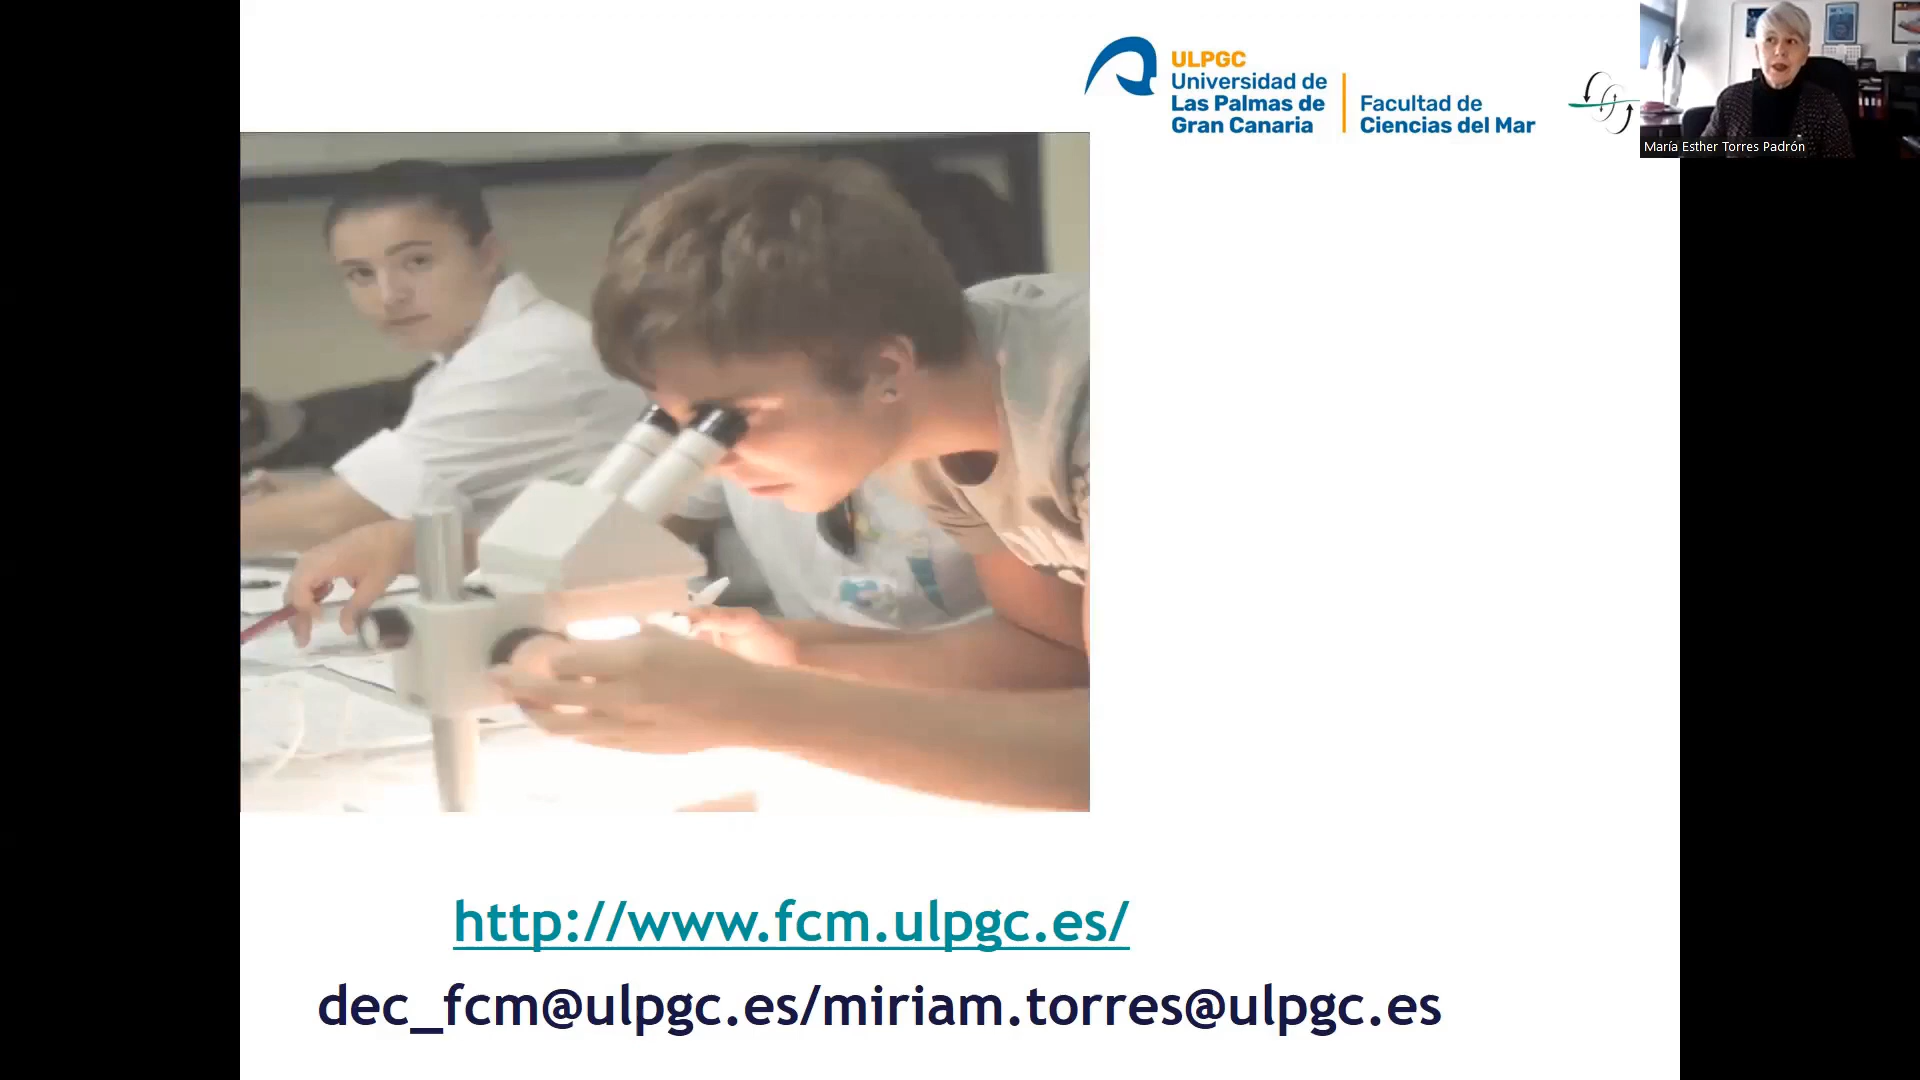 ULPGC
Universidad de
Las Palmas de
Gran Canaria
Facultad de
Ciencias del Mar
María Esther Torres Padrón
http://www.fcm.ulpgc.es/
dec_fcm@ulpgc.es/miriam.torres@ulpgc.es